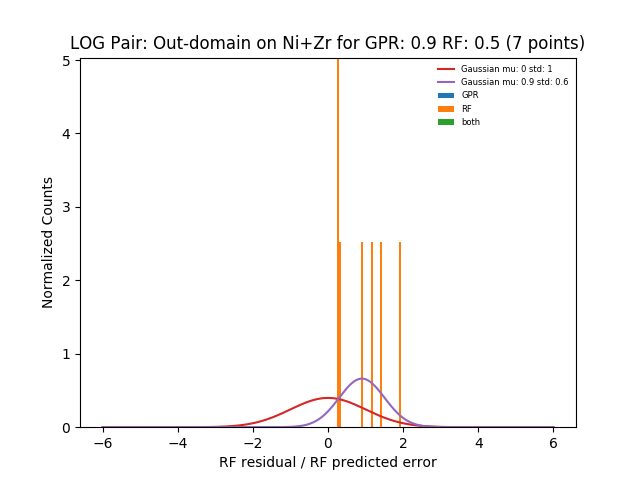 LOG Pair: Out-domain on Ni+Zr for GPR: 0.9 RF: 0.5 (7 points)
Gaussian mu: 0 std: 1
Gaussian mu: 0.9 std: 0.6
GPR
RF
both
Normalized Counts
5
4
3
2
1
0
−6 −4 −2 0 2 4 6
RF residual / RF predicted error